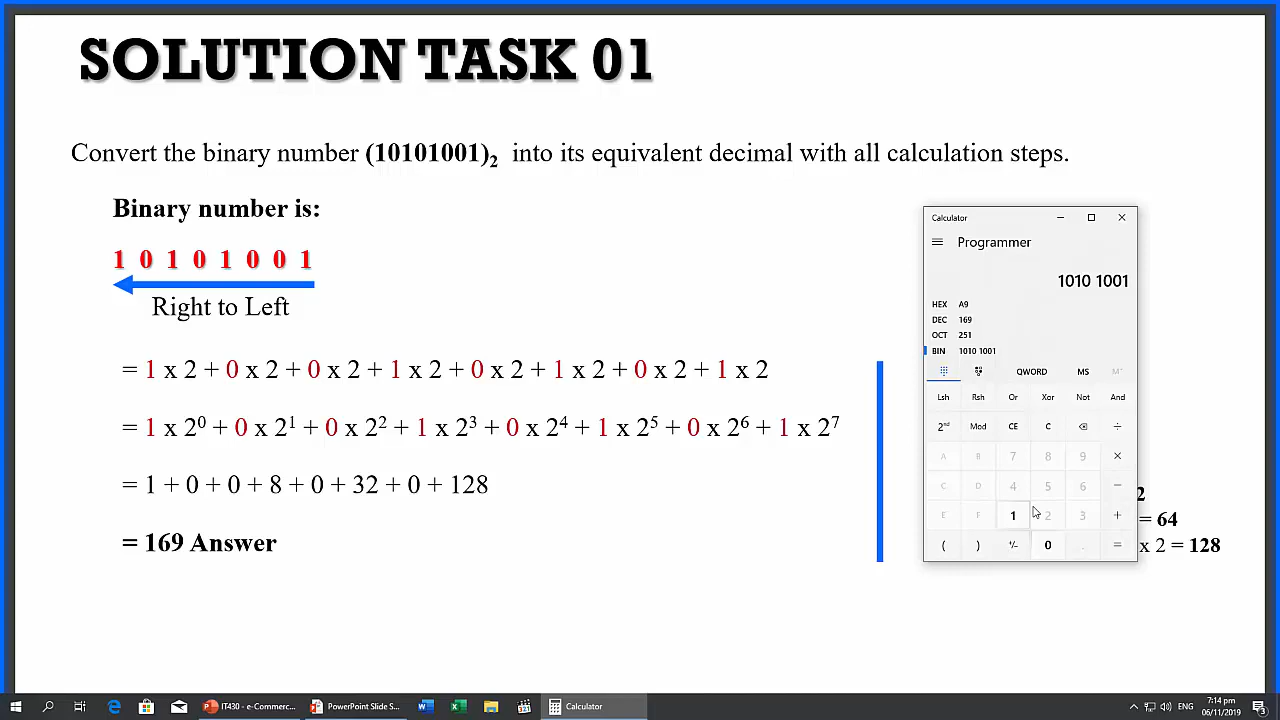 SOLUTION TASK 01
Convert the binary number (10101001)₂ into its equivalent decimal with all calculation steps.
Binary number is:
1 0 1 0 1 0 0 1
Right to Left
= 1 x 2 + 0 x 2 + 0 x 2 + 1 x 2 + 0 x 2 + 1 x 2 + 0 x 2 + 1 x 2
= 1 x 2⁰ + 0 x 2¹ + 0 x 2² + 1 x 2³ + 0 x 2⁴ + 1 x 2⁵ + 0 x 2⁶ + 1 x 2⁷
= 1 + 0 + 0 + 8 + 0 + 32 + 0 + 128
= 169 Answer
Calculator
Programmer
1010 1001
HEX A9
DEC 169
OCT 251
BIN 1010 1001
QWORD MS M˅
Lsh Rsh Or Xor Not And
2ⁿᵈ Mod CE C ÷
A B 7 8 9 ×
C D 4 5 6 −
E F 1 2 3 +
( ) +/− 0 . =
2
= 64
x 2 = 128
IT430 - e-Commerc... PowerPoint Slide S... Calculator
ENG
7:14 pm
06/11/2019
3